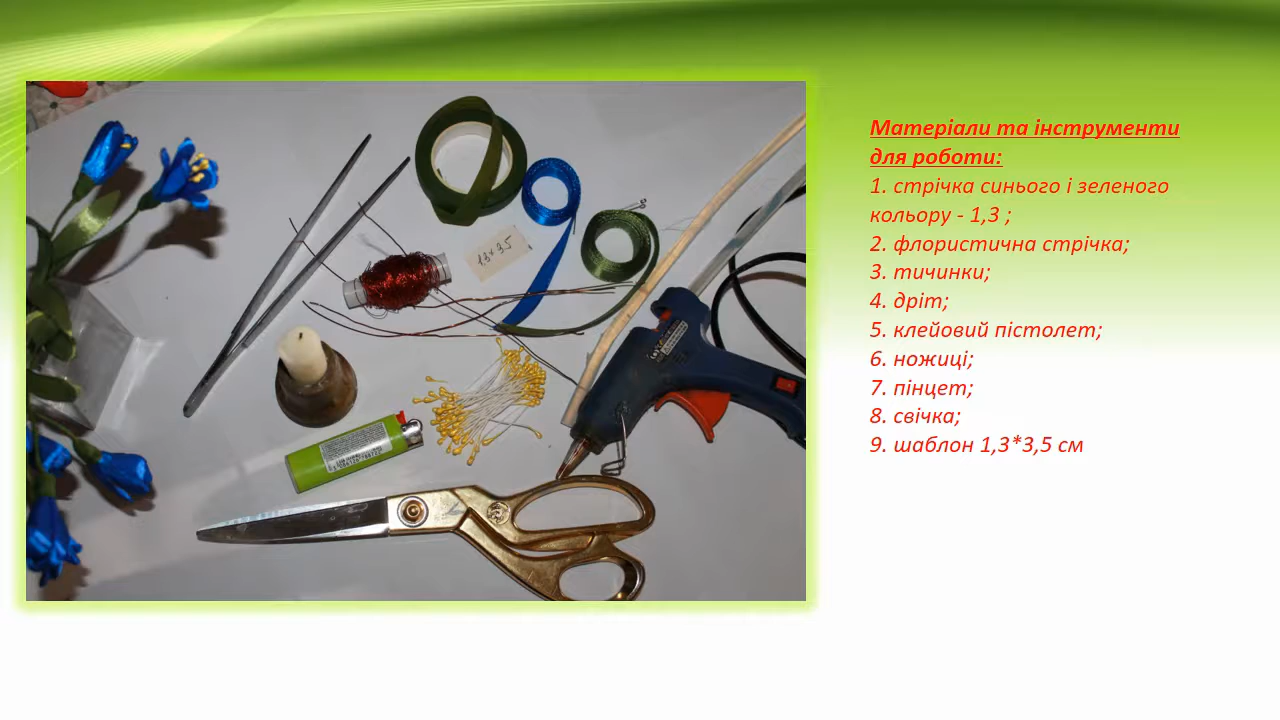 Матеріали та інструменти
для роботи:
1. стрічка синього і зеленого
кольору - 1,3 ;
2. флористична стрічка;
3. тичинки;
4. дріт;
5. клейовий пістолет;
6. ножиці;
7. пінцет;
8. свічка;
9. шаблон 1,3*3,5 см
1,3×3,5